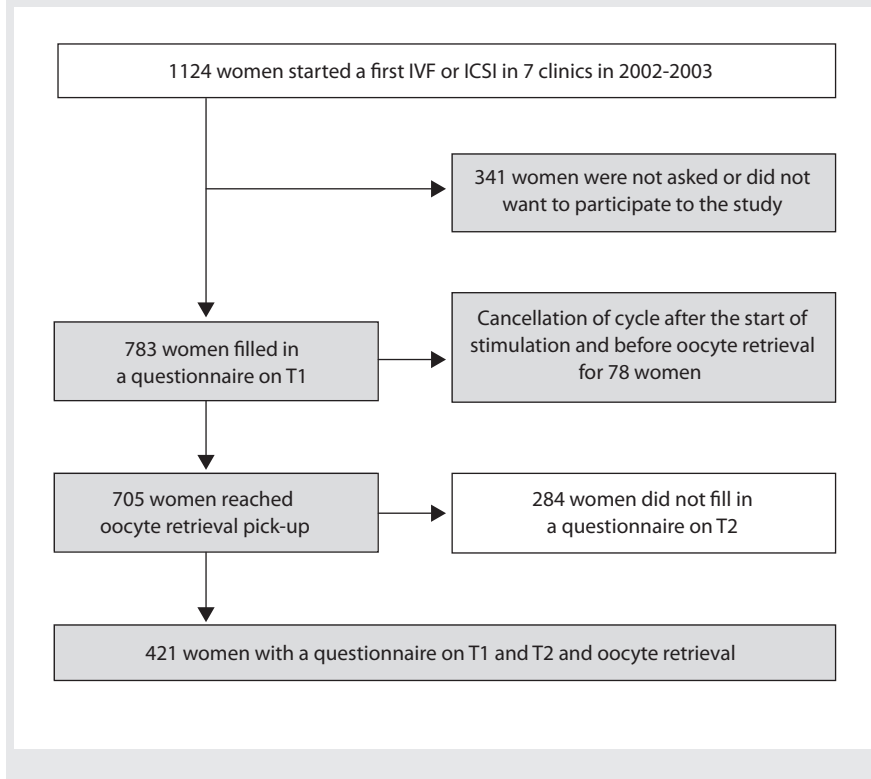 1124 women started a first IVF or ICSI in 7 clinics in 2002-2003
341 women were not asked or did not
want to participate to the study
783 women filled in
a questionnaire on T1
Cancellation of cycle after the start of
stimulation and before oocyte retrieval
for 78 women
705 women reached
oocyte retrieval pick-up
284 women did not fill in
a questionnaire on T2
421 women with a questionnaire on T1 and T2 and oocyte retrieval